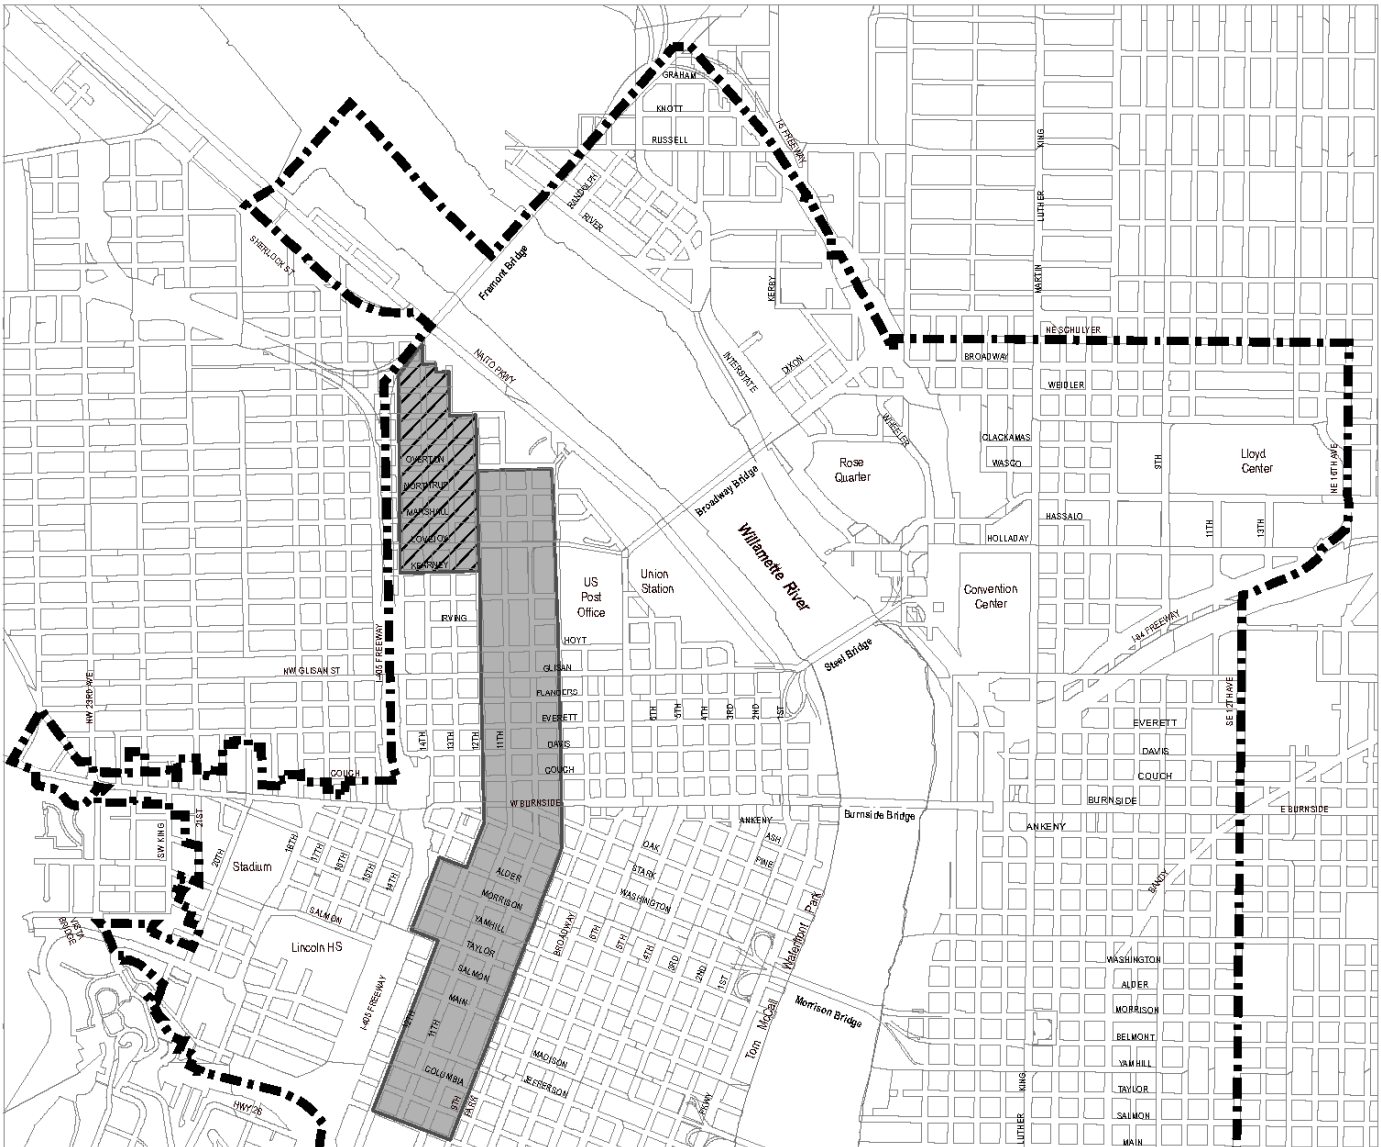 GRAHAM
KNOTT
RUSSELL
I-5 FREEWAY
KING
LUTHER
MARTIN
RANDOLPH
RIVER
SHERLOCK ST
Fremont Bridge
KERBY
NE SCHULYER
BROADWAY
WEIDLER
NAITO PKWY
INTERSTATE
DIXON
WHEELER
CLACKAMAS
WASCO
9TH
Lloyd
Center
NE 16TH AVE
Rose
Quarter
OVERTON
NORTHRUP
MARSHALL
LOVEJOY
KEARNEY
Broadway Bridge
Willamette River
HASSALO
HOLLADAY
11TH
13TH
US
Post
Office
Union
Station
Convention
Center
IRVING
HOYT
I-405 FREEWAY
NW GLISAN ST
GLISAN
Steel Bridge
I-84 FREEWAY
NW 23RD AVE
FLANDERS
EVERETT
DAVIS
COUCH
14TH
13TH
12TH
11TH
6TH
5TH
4TH
3RD
2ND
1ST
SE 12TH AVE
EVERETT
DAVIS
COUCH
COUCH
W BURNSIDE
Burnside Bridge
BURNSIDE
E BURNSIDE
ANKENY
ANKENY
ASH
PINE
OAK
STARK
WASHINGTON
SW KING
21ST
20TH
Stadium
18TH
17TH
16TH
15TH
14TH
SALMON
Lincoln HS
VISTA
BRIDGE
I-405 FREEWAY
ALDER
MORRISON
YAMHILL
TAYLOR
SALMON
MAIN
12TH
11TH
COLUMBIA
9TH
PARK
BROADWAY
6TH
5TH
4TH
3RD
2ND
1ST
MADISON
JEFFERSON
Tom McCall Waterfront Park
PKWY
Morrison Bridge
SANDY
WASHINGTON
ALDER
MORRISON
BELMONT
YAMHILL
TAYLOR
SALMON
MAIN
KING
LUTHER
HWY 26